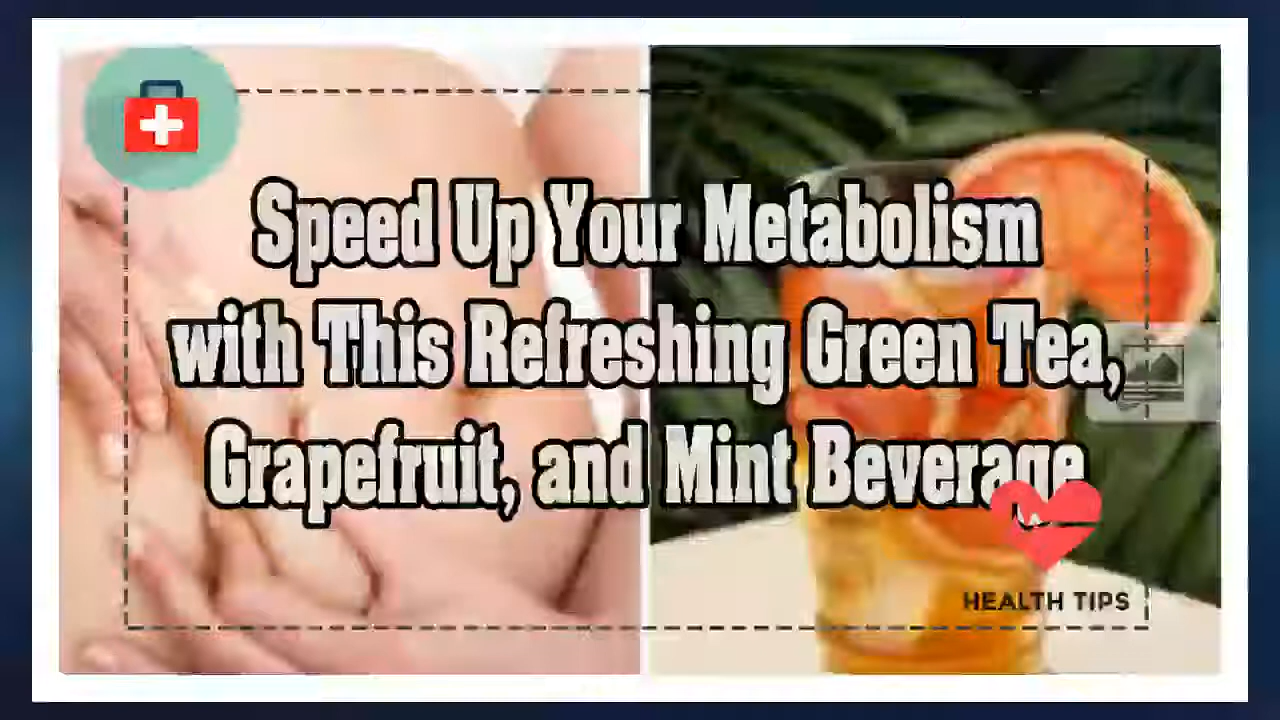 Speed Up Your Metabolism
with This Refreshing Green Tea,
Grapefruit, and Mint Beverage
HEALTH TIPS